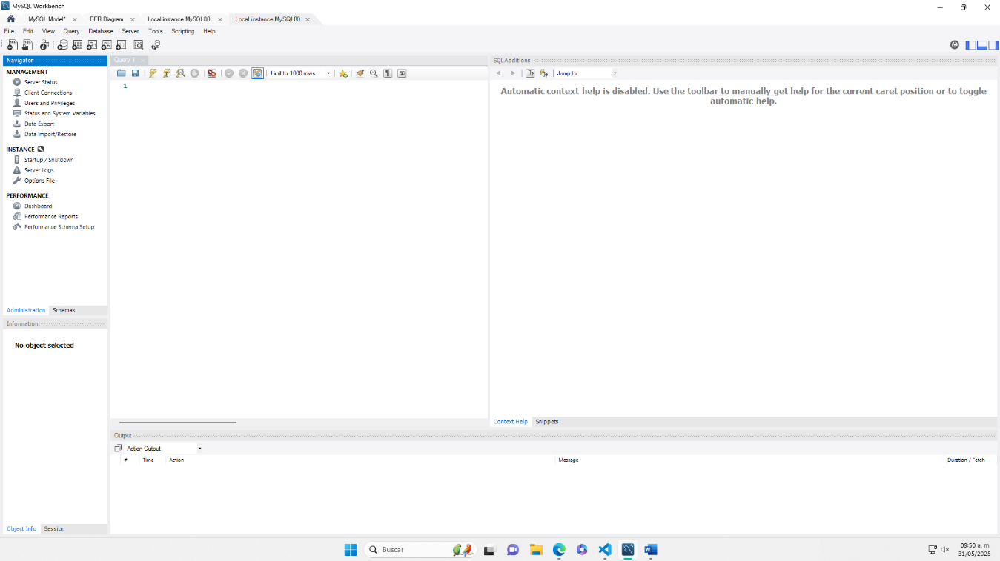 MySQL Workbench
MySQL Model* EER Diagram Local instance MySQL80 Local instance MySQL80
File Edit View Query Database Server Tools Scripting Help
Navigator
MANAGEMENT
Server Status
Client Connections
Users and Privileges
Status and System Variables
Data Export
Data Import/Restore
INSTANCE
Startup / Shutdown
Server Logs
Options File
PERFORMANCE
Dashboard
Performance Reports
Performance Schema Setup
Administration Schemas
Information
No object selected
Object Info Session
Query 1
Limit to 1000 rows
1
SQLAdditions
Jump to
Automatic context help is disabled. Use the toolbar to manually get help for the current caret position or to toggle
automatic help.
Context Help Snippets
Output
Action Output
# Time Action Message Duration / Fetch
Buscar
09:50 a. m.
31/05/2025